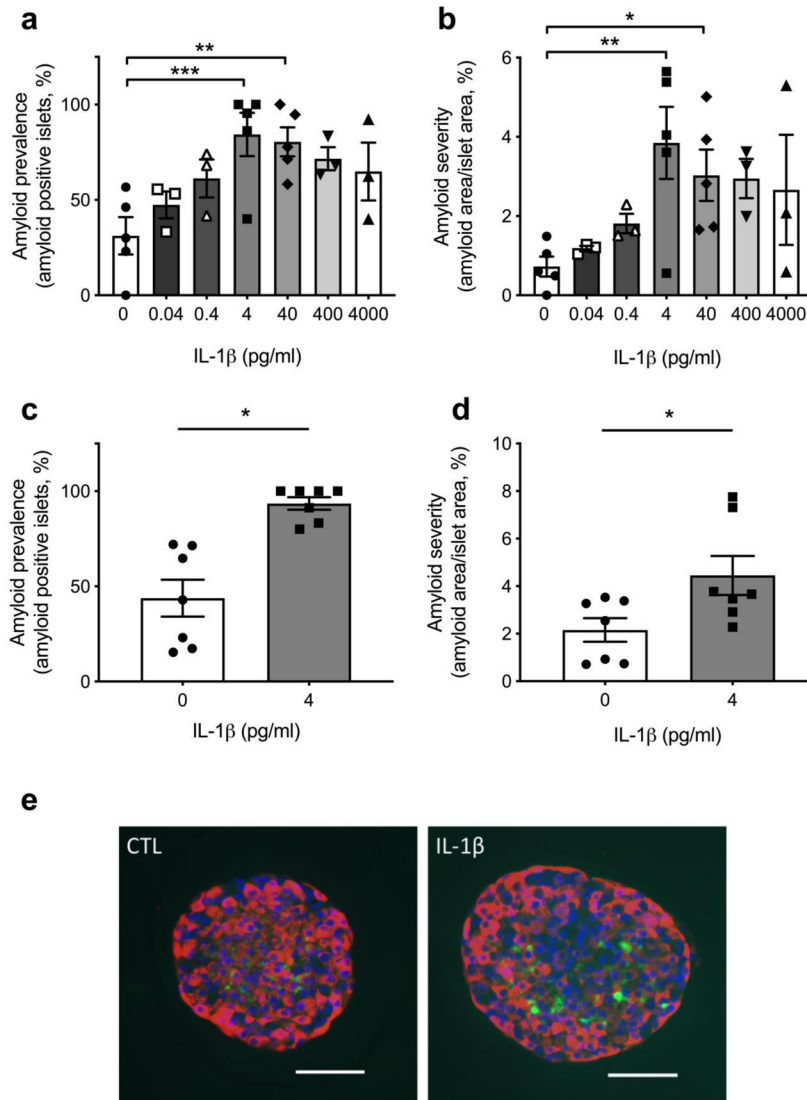 a
Amyloid prevalence
(amyloid positive islets, %)
100
50
0
**
***
0 0.04 0.4 4 40 400 4000
IL-1β (pg/ml)
b
Amyloid severity
(amyloid area/islet area, %)
6
4
2
0
*
**
0 0.04 0.4 4 40 400 4000
IL-1β (pg/ml)
c
Amyloid prevalence
(amyloid positive islets, %)
100
50
0
*
0 4
IL-1β (pg/ml)
d
Amyloid severity
(amyloid area/islet area, %)
10
8
6
4
2
0
*
0 4
IL-1β (pg/ml)
e
CTL
IL-1β